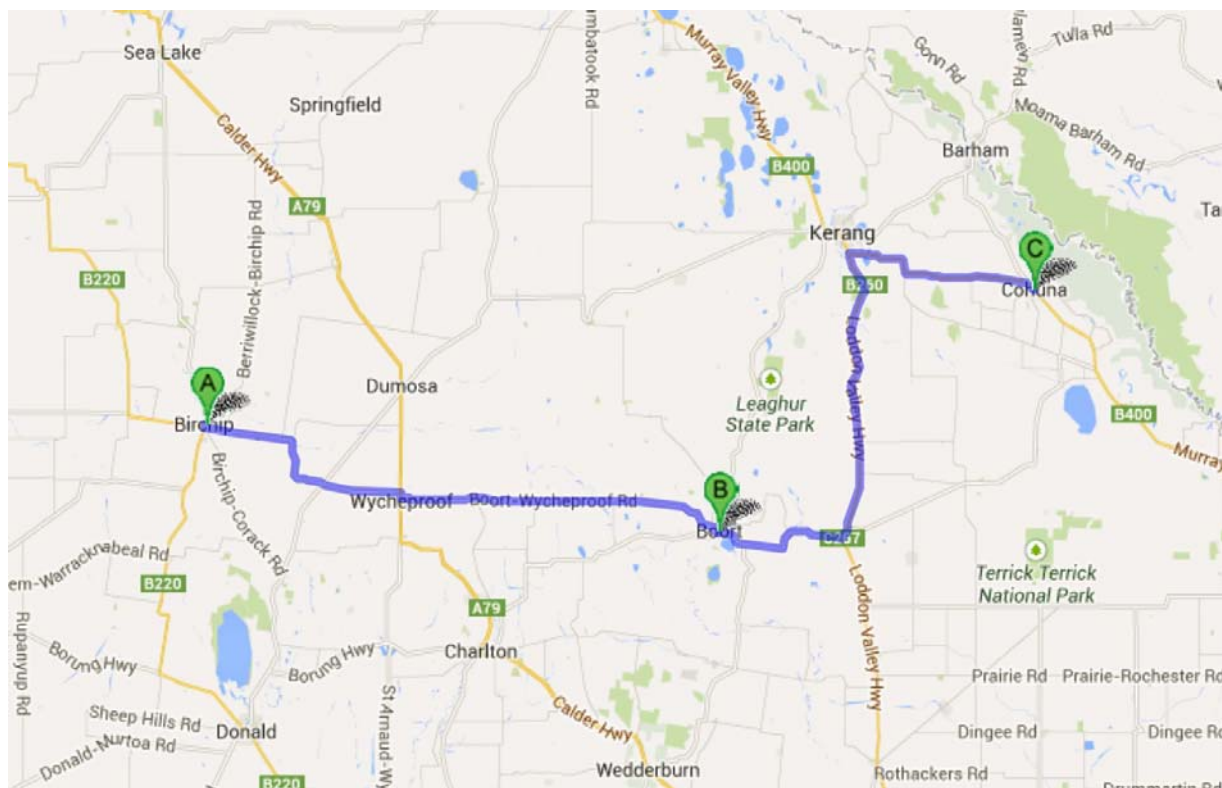 Sea Lake
Springfield
Calder Hwy
A79
Berriwillock-Birchip Rd
B220
A
Birchip
Birchip-Corack Rd
Dumosa
Wycheproof
Boort-Wycheproof Rd
B
Boort
Murray Valley Hwy
B400
Kerang
B260
Loddon Valley Hwy
Leaghur
State Park
Gonn Rd
Tulla Rd
Moama Barham Rd
Barham
C
Cohuna
B400
Murray
C267
Terrick Terrick
National Park
Loddon Valley Hwy
B220
Rupanyup Rd
Borung Hwy
Borung Hwy
Sheep Hills Rd
Donald-Murtoa Rd
Donald
B220
A79
Charlton
Calder Hwy
Wedderburn
Prairie Rd
Prairie-Rochester Rd
Dingee Rd
Dingee Rd
Rothackers Rd